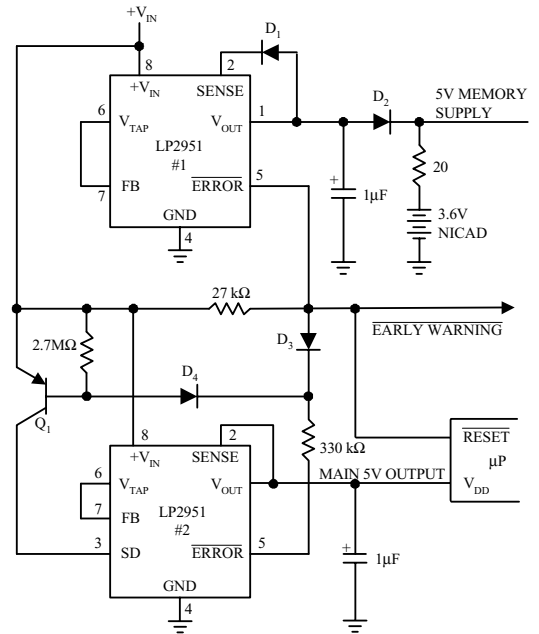 +V_IN
D_1
8
2
+V_IN
SENSE
D_2
5V MEMORY
SUPPLY
6
V_TAP
V_OUT
1
LP2951
#1
20
+
1μF
7
FB
ERROR
5
3.6V
NICAD
GND
4
27 kΩ
EARLY WARNING
2.7MΩ
D_3
D_4
Q_1
8
2
330 kΩ
+V_IN
SENSE
RESET
μP
V_DD
6
V_TAP
V_OUT
MAIN 5V OUTPUT
7
FB
LP2951
#2
3
SD
ERROR
5
+
1μF
GND
4